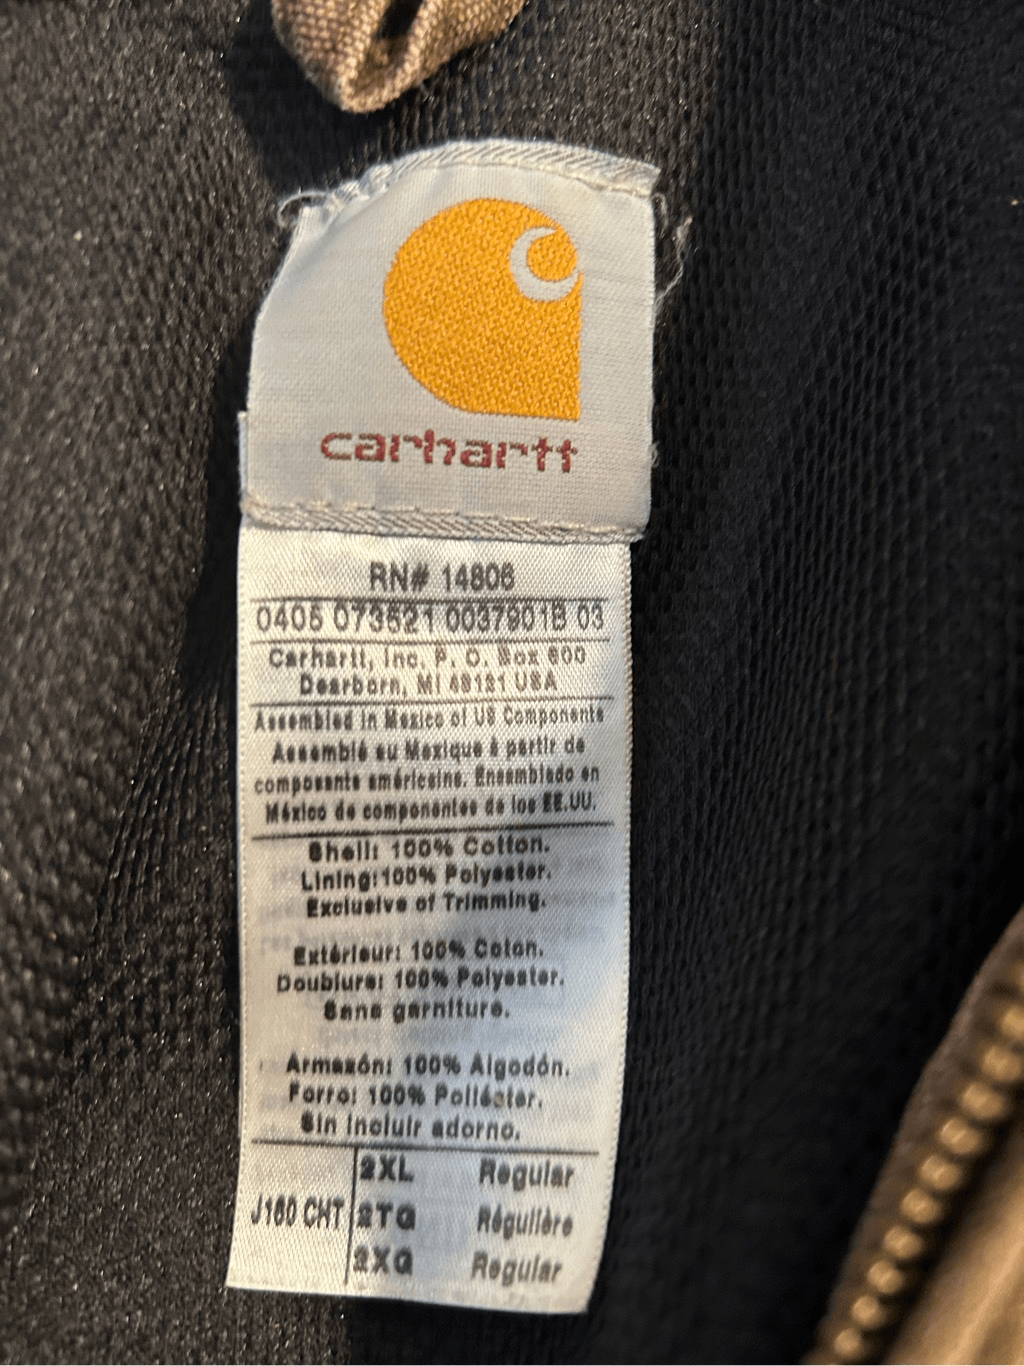 carhartt
RN# 14806
0405 073521 0037901B 03
Carhartt, Inc. P. O. Box 600
Dearborn, MI 48121 USA
Assembled in Mexico of US Components
Assemblé au Mexique à partir de
composants américains. Ensamblado en
México de componentes de los EE.UU.
Shell: 100% Cotton.
Lining:100% Polyester.
Exclusive of Trimming.
Extérieur: 100% Coton.
Doublure: 100% Polyester.
Sans garniture.
Armazón: 100% Algodón.
Forro: 100% Poliéster.
Sin incluir adorno.
2XL Regular
J160 CHT 2TG Régulière
2XG Regular